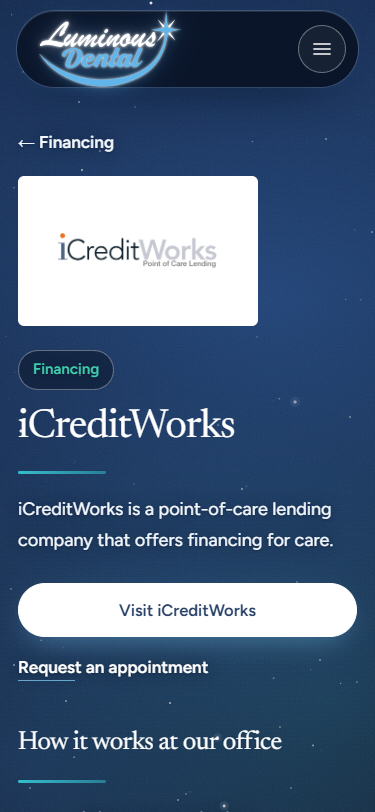 Luminous
Dental
← Financing
iCreditWorks
Point of Care Lending
Financing
iCreditWorks
iCreditWorks is a point-of-care lending
company that offers financing for care.
Visit iCreditWorks
Request an appointment
How it works at our office